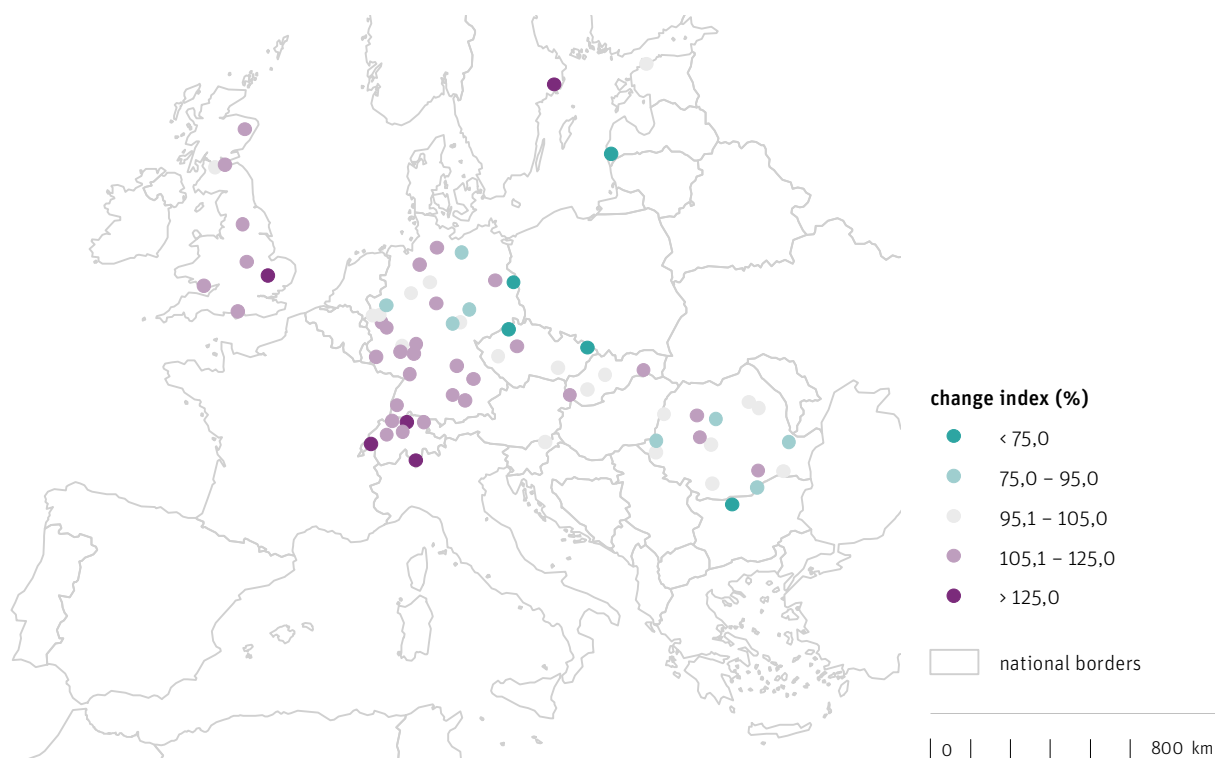 change index (%)
< 75,0
75,0 – 95,0
95,1 – 105,0
105,1 – 125,0
> 125,0
national borders
0 800 km